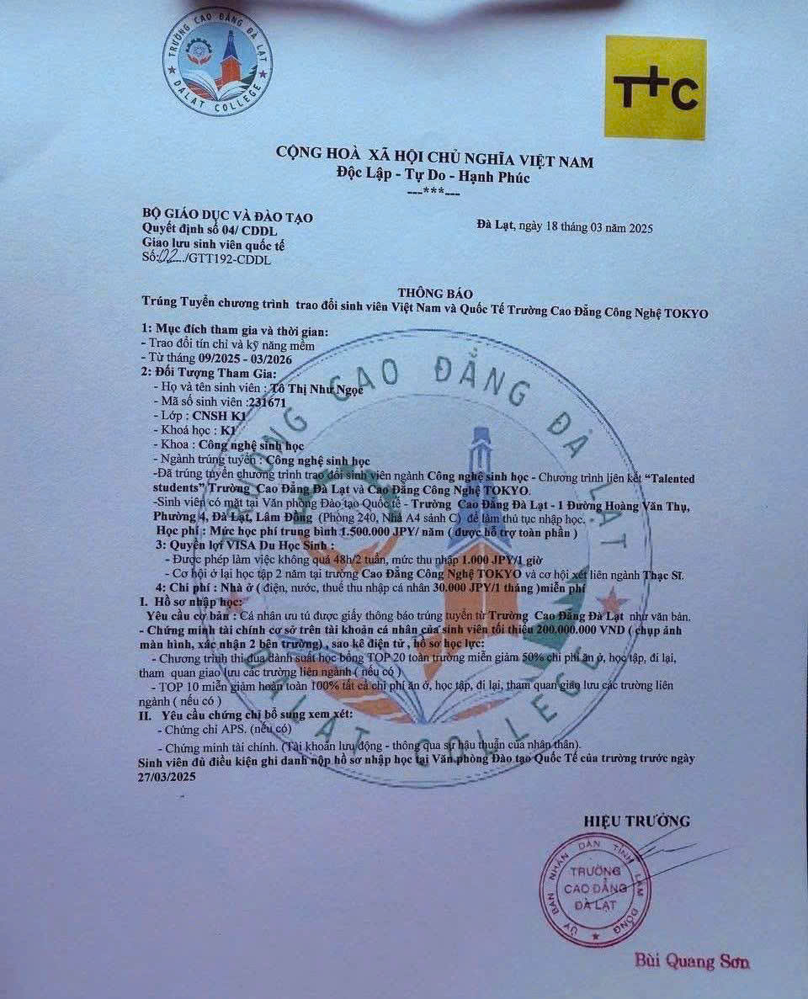 TRƯỜNG CAO ĐẲNG ĐÀ LẠT
DALAT COLLEGE
TTC
CỘNG HOÀ XÃ HỘI CHỦ NGHĨA VIỆT NAM
Độc Lập - Tự Do - Hạnh Phúc
---***---
BỘ GIÁO DỤC VÀ ĐÀO TẠO
Quyết định số 04/ CDDL
Giao lưu sinh viên quốc tế
Số:02.../GTT192-CDDL
Đà Lạt, ngày 18 tháng 03 năm 2025
THÔNG BÁO
Trúng Tuyển chương trình trao đổi sinh viên Việt Nam và Quốc Tế Trường Cao Đẳng Công Nghệ TOKYO
1: Mục đích tham gia và thời gian:
- Trao đổi tín chỉ và kỹ năng mềm
- Từ tháng 09/2025 - 03/2026
2: Đối Tượng Tham Gia:
- Họ và tên sinh viên : Tô Thị Như Ngọc
- Mã số sinh viên :231671
- Lớp : CNSH K1
- Khoá học : K1
- Khoa : Công nghệ sinh học
- Ngành trúng tuyển : Công nghệ sinh học
-Đã trúng tuyển chương trình trao đổi sinh viên ngành Công nghệ sinh học - Chương trình liên kết “Talented
students” Trường Cao Đẳng Đà Lạt và Cao Đẳng Công Nghệ TOKYO.
-Sinh viên có mặt tại Văn phòng Đào tạo Quốc tế - Trường Cao Đẳng Đà Lạt - 1 Đường Hoàng Văn Thụ,
Phường 4, Đà Lạt, Lâm Đồng (Phòng 240, Nhà A4 sảnh C) để làm thủ tục nhập học.
Học phí : Mức học phí trung bình 1.500.000 JPY/ năm ( được hỗ trợ toàn phần )
3: Quyền lợi VISA Du Học Sinh :
- Được phép làm việc không quá 48h/2 tuần, mức thu nhập 1.000 JPY/1 giờ
- Cơ hội ở lại học tập 2 năm tại trường Cao Đẳng Công Nghệ TOKYO và cơ hội xét liên ngành Thạc Sĩ.
4: Chi phí : Nhà ở ( điện, nước, thuế thu nhập cá nhân 30.000 JPY/1 tháng )miễn phí
I. Hồ sơ nhập học:
Yêu cầu cơ bản : Cá nhân ưu tú được giấy thông báo trúng tuyển từ Trường Cao Đẳng Đà Lạt như văn bản.
- Chứng minh tài chính cơ sở trên tài khoản cá nhân của sinh viên tối thiểu 200.000.000 VND ( chụp ảnh
màn hình, xác nhận 2 bên trường) , sao kê điện tử , hồ sơ học lực:
- Chương trình thi đua dành suất học bổng TOP 20 toàn trường miễn giảm 50% chi phí ăn ở, học tập, đi lại,
tham quan giao lưu các trường liên ngành ( nếu có )
- TOP 10 miễn giảm hoàn toàn 100% tất cả chi phí ăn ở, học tập, đi lại, tham quan giao lưu các trường liên
ngành ( nếu có )
II. Yêu cầu chứng chỉ bổ sung xem xét:
- Chứng chỉ APS. (nếu có)
- Chứng minh tài chính. (Tài khoản lưu động - thông qua sự hậu thuẫn của nhân thân).
Sinh viên đủ điều kiện ghi danh nộp hồ sơ nhập học tại Văn phòng Đào tạo Quốc Tế của trường trước ngày
27/03/2025
TRƯỜNG CAO ĐẲNG ĐÀ LẠT
DALAT COLLEGE
HIỆU TRƯỞNG
ỦY BAN NHÂN DÂN TỈNH LÂM ĐỒNG
TRƯỜNG
CAO ĐẲNG
ĐÀ LẠT
Bùi Quang Sơn